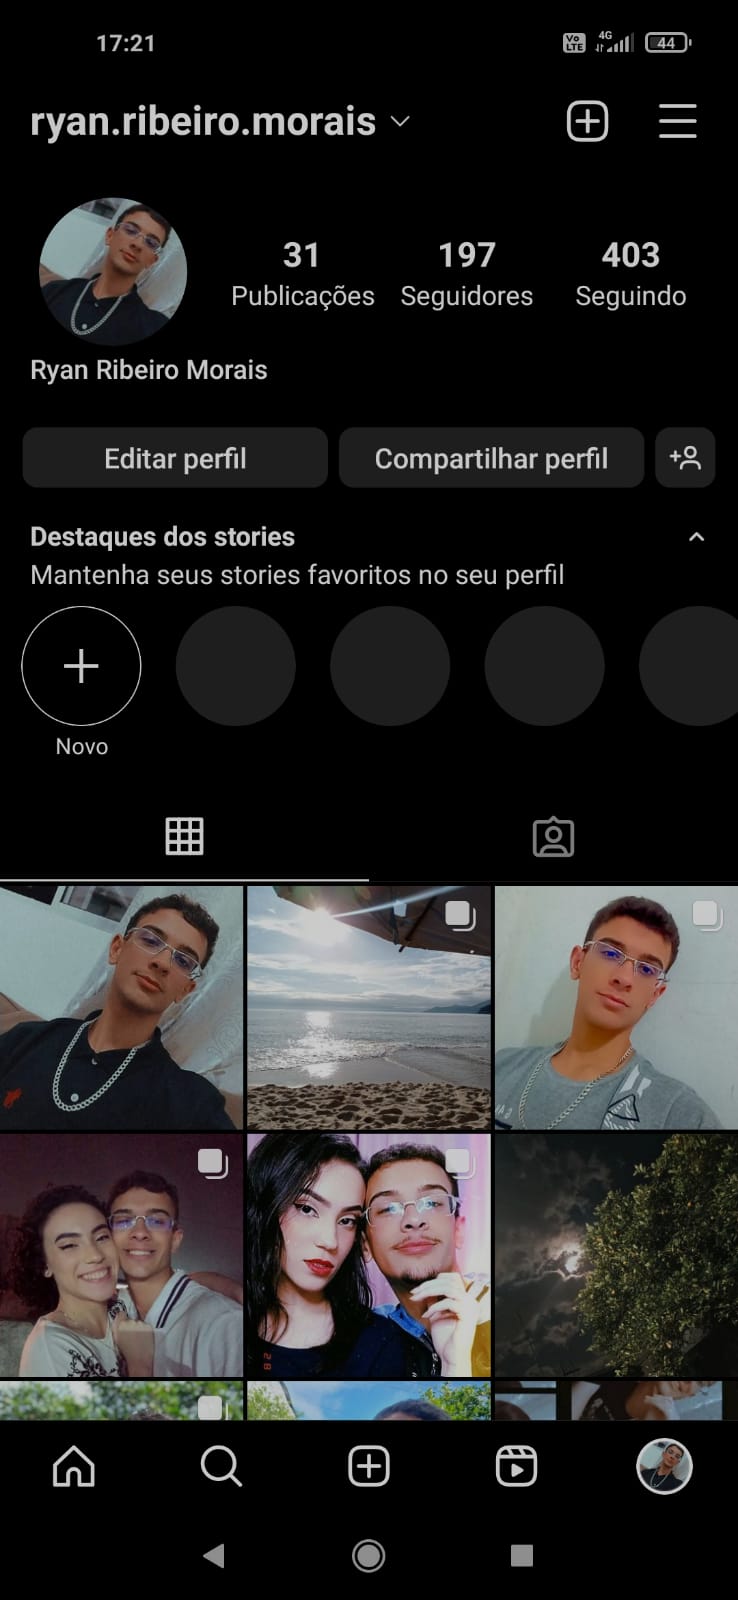 17:21
Vo LTE 4G 44
ryan.ribeiro.morais
31 197 403
Publicações Seguidores Seguindo
Ryan Ribeiro Morais
Editar perfil Compartilhar perfil
Destaques dos stories
Mantenha seus stories favoritos no seu perfil
Novo